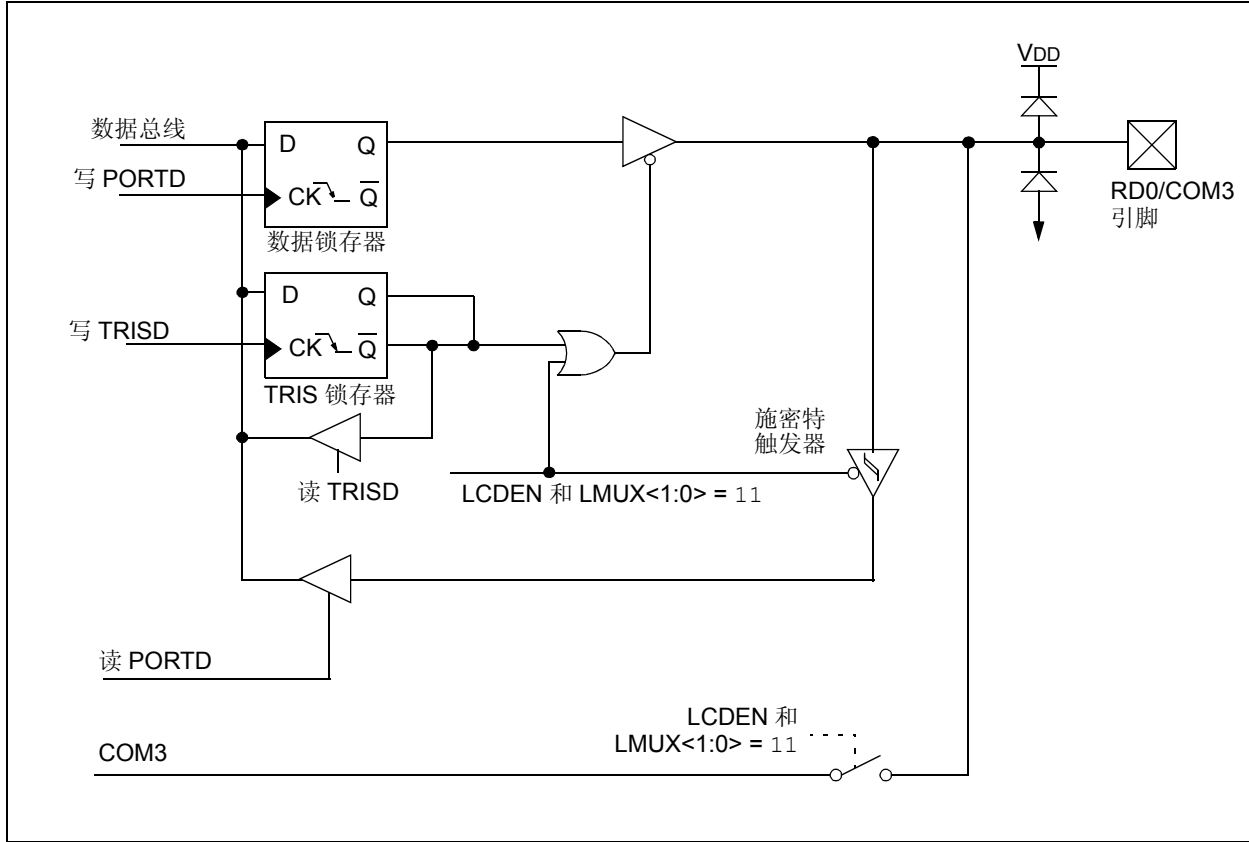 VDD
数据总线
D Q
写 PORTD
CK Q̅
RD0/COM3
引脚
数据锁存器
D Q
写 TRISD
CK Q̅
TRIS 锁存器
施密特
触发器
读 TRISD
LCDEN 和 LMUX<1:0> = 11
读 PORTD
LCDEN 和
LMUX<1:0> = 11
COM3